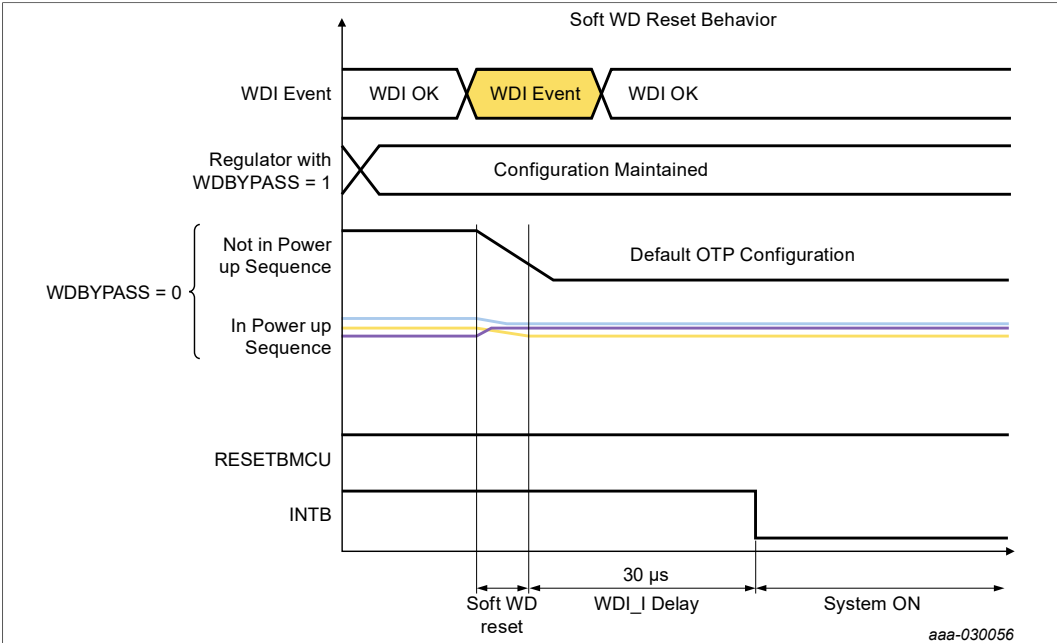 Soft WD Reset Behavior
WDI Event
WDI OK
WDI Event
WDI OK
Regulator with
WDBYPASS = 1
Configuration Maintained
WDBYPASS = 0
Not in Power
up Sequence
Default OTP Configuration
In Power up
Sequence
RESETBMCU
INTB
30 µs
Soft WD
reset
WDI_I Delay
System ON
aaa-030056